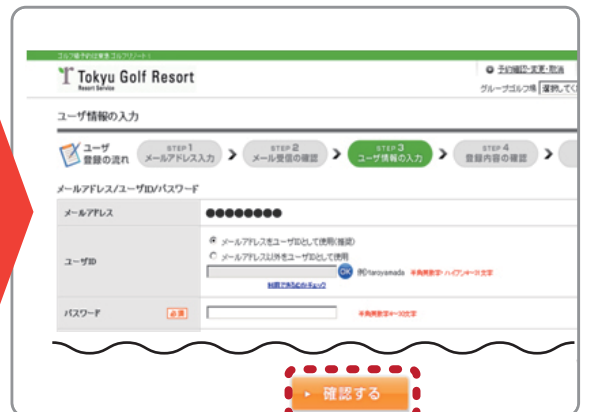 Tokyu Golf Resort
Resort Service
予約確認・変更・取消
グループゴルフ場 選択して
ユーザ情報の入力
ユーザ登録の流れ
STEP 1
メールアドレス入力
STEP 2
メール受信の確認
STEP 3
ユーザ情報の入力
STEP 4
登録内容の確認
メールアドレス/ユーザID/パスワード
メールアドレス ●●●●●●●●
ユーザID
メールアドレスをユーザIDとして使用(推奨)
メールアドレス以外をユーザIDとして使用
OK 例)taroyamada
パスワード 必須
確認する